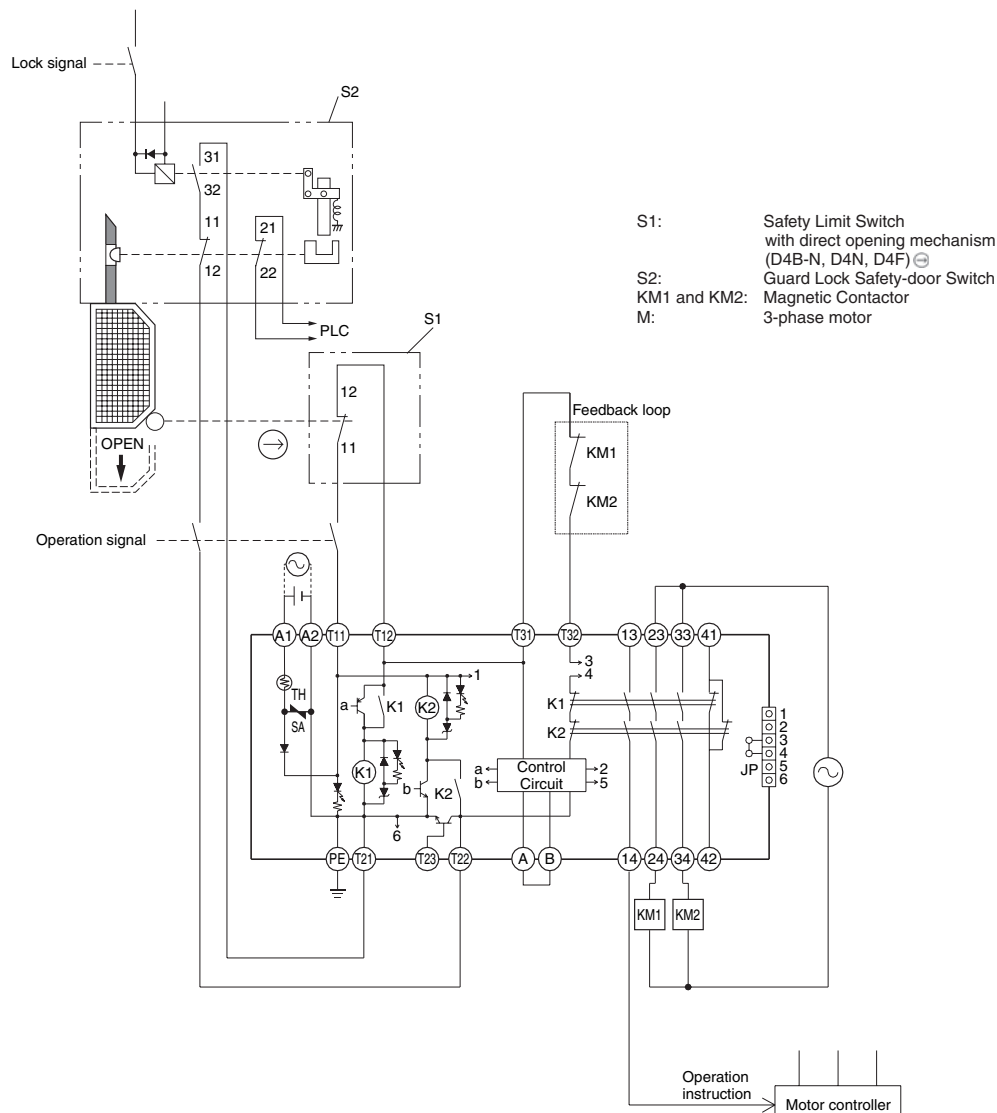 Lock signal
S2
31
32
11
12
21
22
PLC
S1
12
11
OPEN
Operation signal
S1: Safety Limit Switch
with direct opening mechanism
(D4B-N, D4N, D4F)
S2: Guard Lock Safety-door Switch
KM1 and KM2: Magnetic Contactor
M: 3-phase motor
Feedback loop
KM1
KM2
A1 A2 T11 T12 T31 T32 13 23 33 41
TH
SA
a
K1
K2
1
3
4
K1
K2
K1
b
K2
6
a
b
Control
Circuit
2
5
JP
1
2
3
4
5
6
PE T21 T23 T22 A B 14 24 34 42
KM1 KM2
Operation
instruction
Motor controller